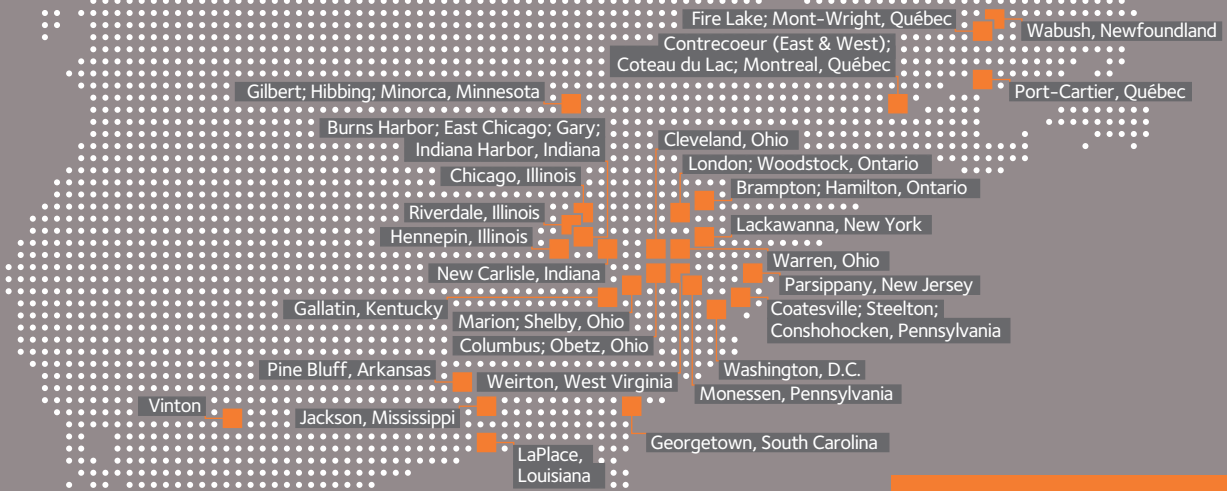 Fire Lake; Mont-Wright, Québec
Wabush, Newfoundland
Contrecoeur (East & West);
Coteau du Lac; Montreal, Québec
Gilbert; Hibbing; Minorca, Minnesota
Port-Cartier, Québec
Burns Harbor; East Chicago; Gary;
Indiana Harbor, Indiana
Cleveland, Ohio
London; Woodstock, Ontario
Chicago, Illinois
Brampton; Hamilton, Ontario
Riverdale, Illinois
Lackawanna, New York
Hennepin, Illinois
Warren, Ohio
New Carlisle, Indiana
Parsippany, New Jersey
Gallatin, Kentucky
Coatesville; Steelton;
Conshohocken, Pennsylvania
Marion; Shelby, Ohio
Columbus; Obetz, Ohio
Pine Bluff, Arkansas
Washington, D.C.
Weirton, West Virginia
Monessen, Pennsylvania
Vinton
Jackson, Mississippi
Georgetown, South Carolina
LaPlace,
Louisiana